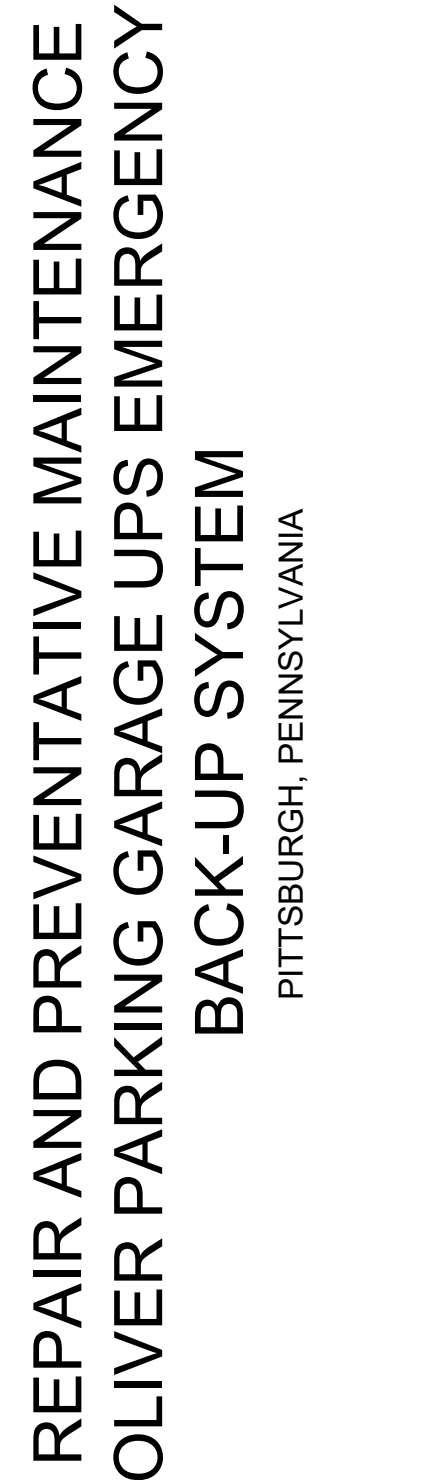 REPAIR AND PREVENTATIVE MAINTENANCE
OLIVER PARKING GARAGE UPS EMERGENCY
BACK-UP SYSTEM
PITTSBURGH, PENNSYLVANIA